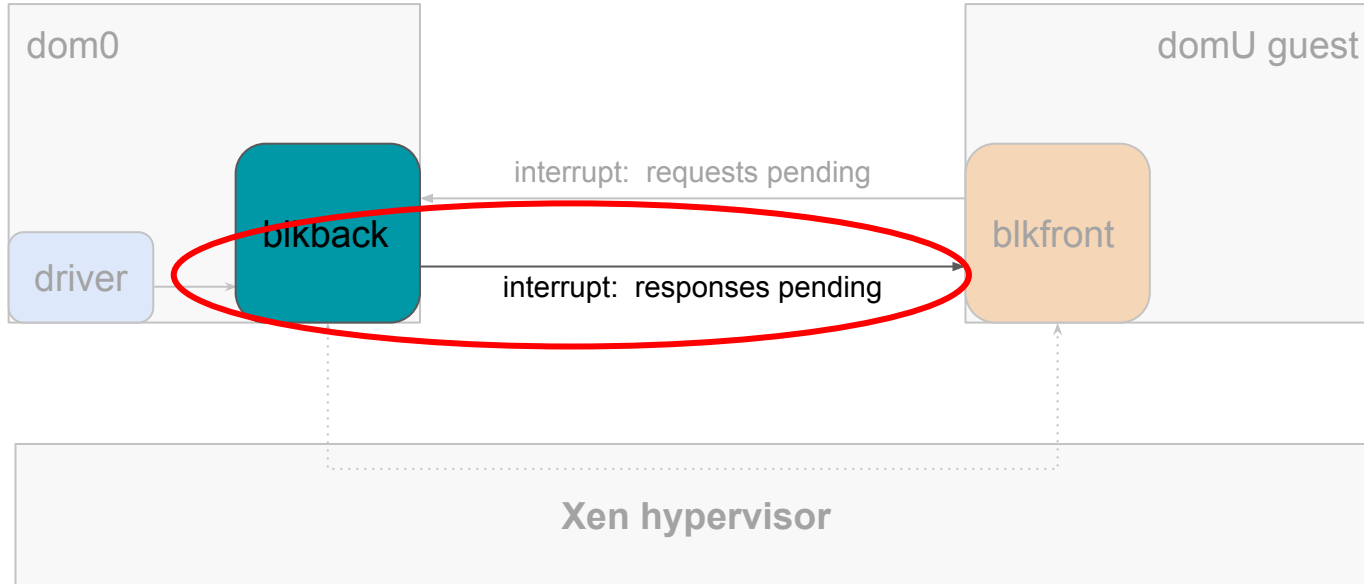 dom0
domU guest
interrupt: requests pending
blkback
blkfront
driver
interrupt: responses pending
Xen hypervisor